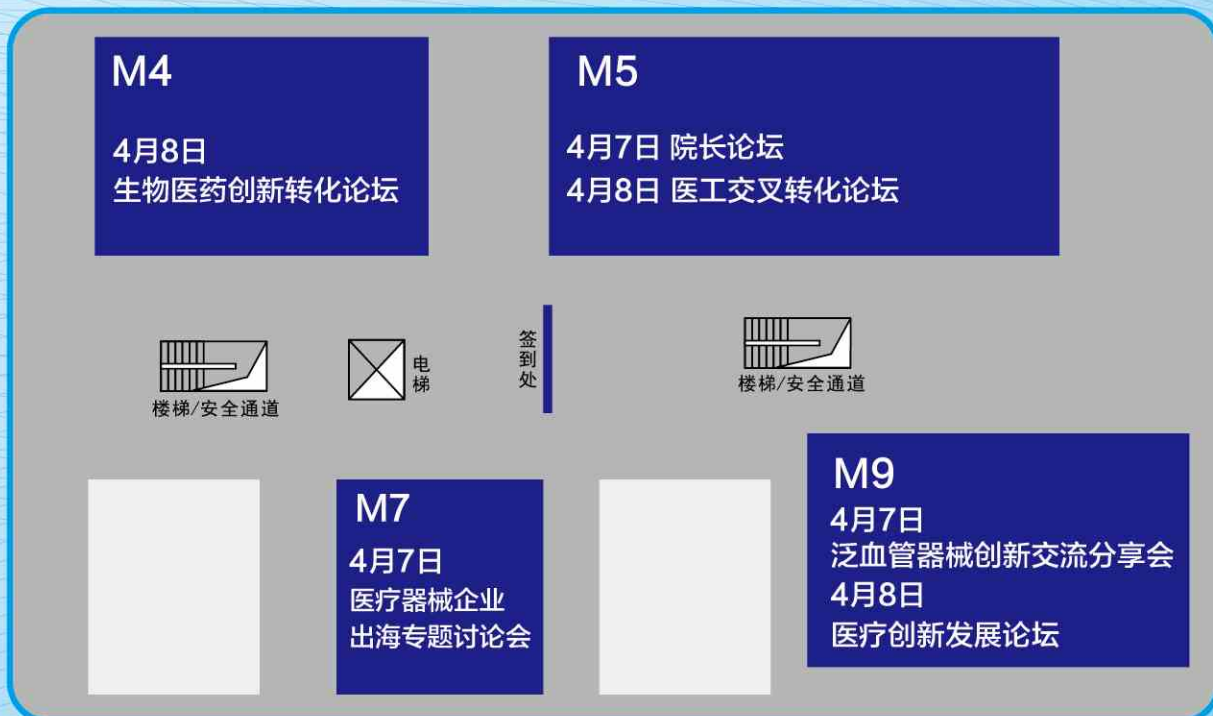 M4
4月8日
生物医药创新转化论坛
M5
4月7日 院长论坛
4月8日 医工交叉转化论坛
楼梯/安全通道
电梯
签到处
楼梯/安全通道
M7
4月7日
医疗器械企业
出海专题讨论会
M9
4月7日
泛血管器械创新交流分享会
4月8日
医疗创新发展论坛